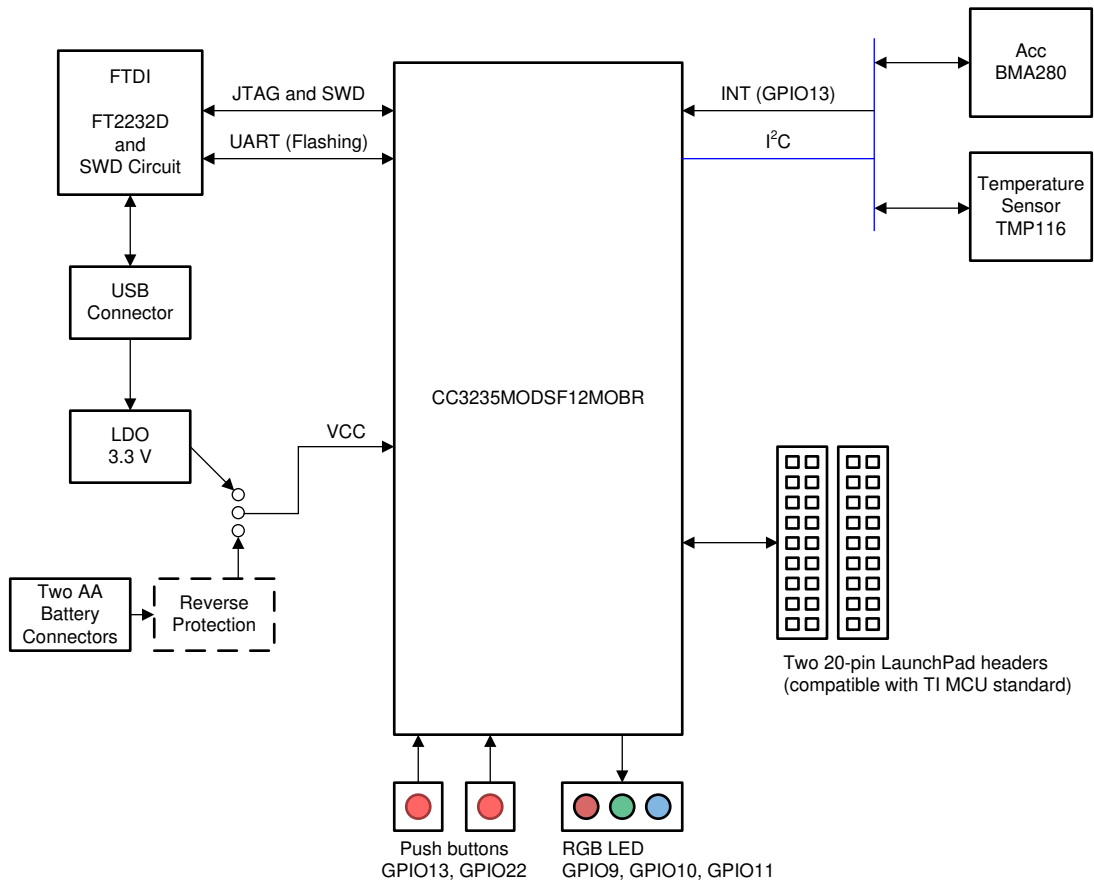 FTDI
FT2232D
and
SWD Circuit
JTAG and SWD
UART (Flashing)
USB
Connector
LDO
3.3 V
VCC
Two AA
Battery
Connectors
Reverse
Protection
CC3235MODSF12MOBR
INT (GPIO13)
I²C
Acc
BMA280
Temperature
Sensor
TMP116
Two 20-pin LaunchPad headers
(compatible with TI MCU standard)
Push buttons
GPIO13, GPIO22
RGB LED
GPIO9, GPIO10, GPIO11